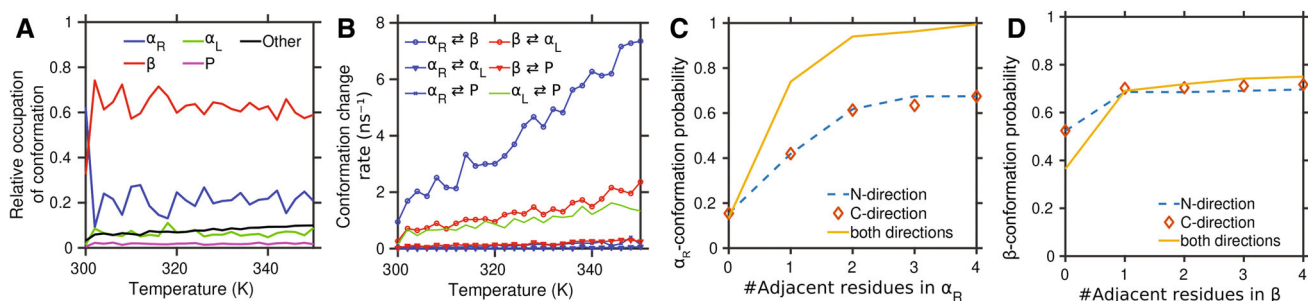 A
Relative occupation
of conformation
1
0.8
0.6
0.4
0.2
0
α_R
α_L
Other
β
P
300
320
340
Temperature (K)
B
Conformation change
rate (ns⁻¹)
8
6
4
2
0
α_R ⇄ β
β ⇄ α_L
α_R ⇄ α_L
β ⇄ P
α_R ⇄ P
α_L ⇄ P
300
320
340
Temperature (K)
C
α_R-conformation probability
1
0.8
0.6
0.4
0.2
0
N-direction
C-direction
both directions
0
1
2
3
4
#Adjacent residues in α_R
D
β-conformation probability
1
0.8
0.6
0.4
0.2
0
N-direction
C-direction
both directions
0
1
2
3
4
#Adjacent residues in β